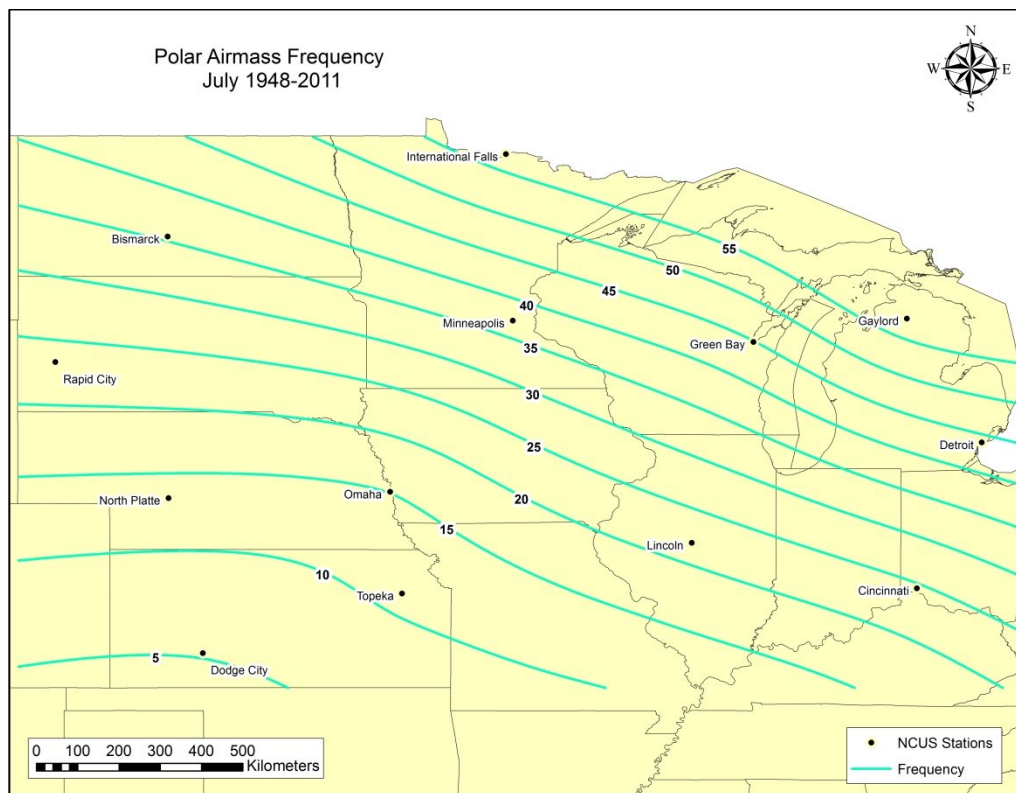 Polar Airmass Frequency
July 1948-2011
N
W E
S
International Falls
Bismarck
55
50
45
40
Minneapolis
Gaylord
Green Bay
35
Rapid City
30
25
Detroit
20
North Platte
Omaha
15
Lincoln
10
Topeka
Cincinnati
5
Dodge City
0 100 200 300 400 500
Kilometers
NCUS Stations
Frequency